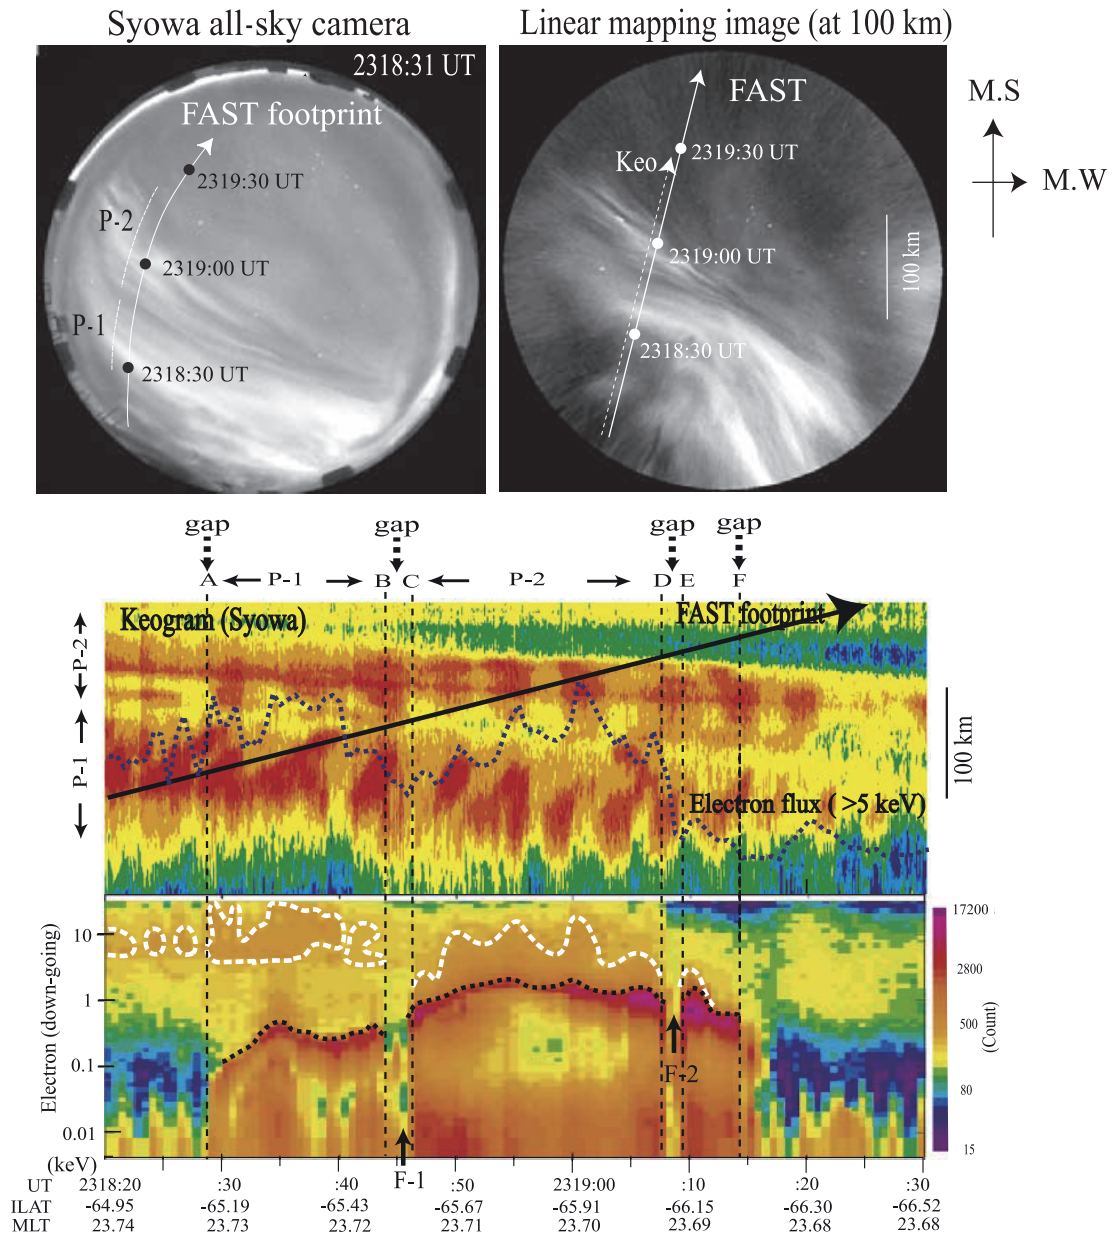 Syowa all-sky camera
Linear mapping image (at 100 km)
2318:31 UT
FAST footprint
2319:30 UT
P-2
2319:00 UT
P-1
2318:30 UT
FAST
Keo
2319:30 UT
2319:00 UT
2318:30 UT
100 km
M.S
M.W
gap gap gap gap
A P-1 B C P-2 D E F
Keogram (Syowa)
FAST footprint
P-2
P-1
100 km
Electron flux ( >5 keV)
Electron (down-going)
10
1
0.1
0.01
(keV)
F-1
F-2
17200
2800
500
80
15
(Count)
UT 2318:20 :30 :40 :50 2319:00 :10 :20 :30
ILAT -64.95 -65.19 -65.43 -65.67 -65.91 -66.15 -66.30 -66.52
MLT 23.74 23.73 23.72 23.71 23.70 23.69 23.68 23.68